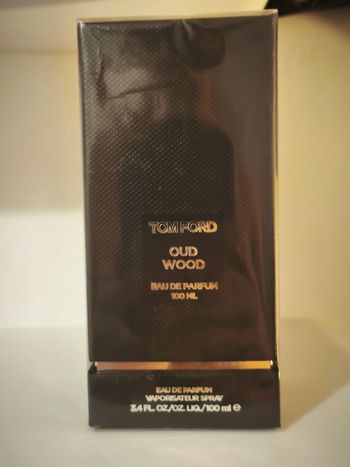 TOM FORD
OUD
WOOD
EAU DE PARFUM
100 ML
EAU DE PARFUM
VAPORISATEUR SPRAY
3.4 FL. OZ/OZ. LIQ./100 ml ℮